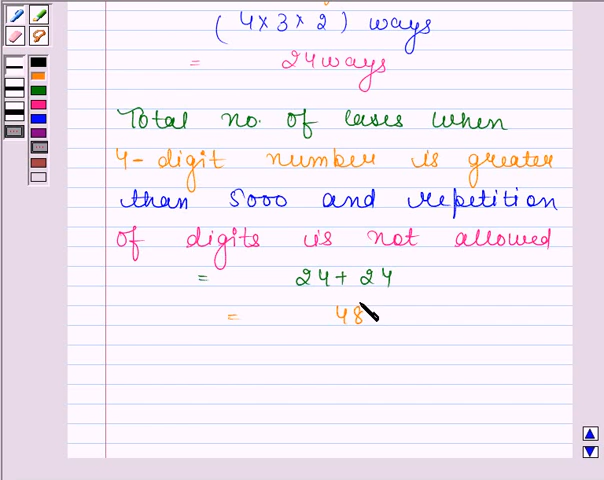 (4 × 3 × 2) ways
= 24 ways
Total no. of cases when
4-digit number is greater
than 5000 and repetition
of digits is not allowed
= 24 + 24
= 48